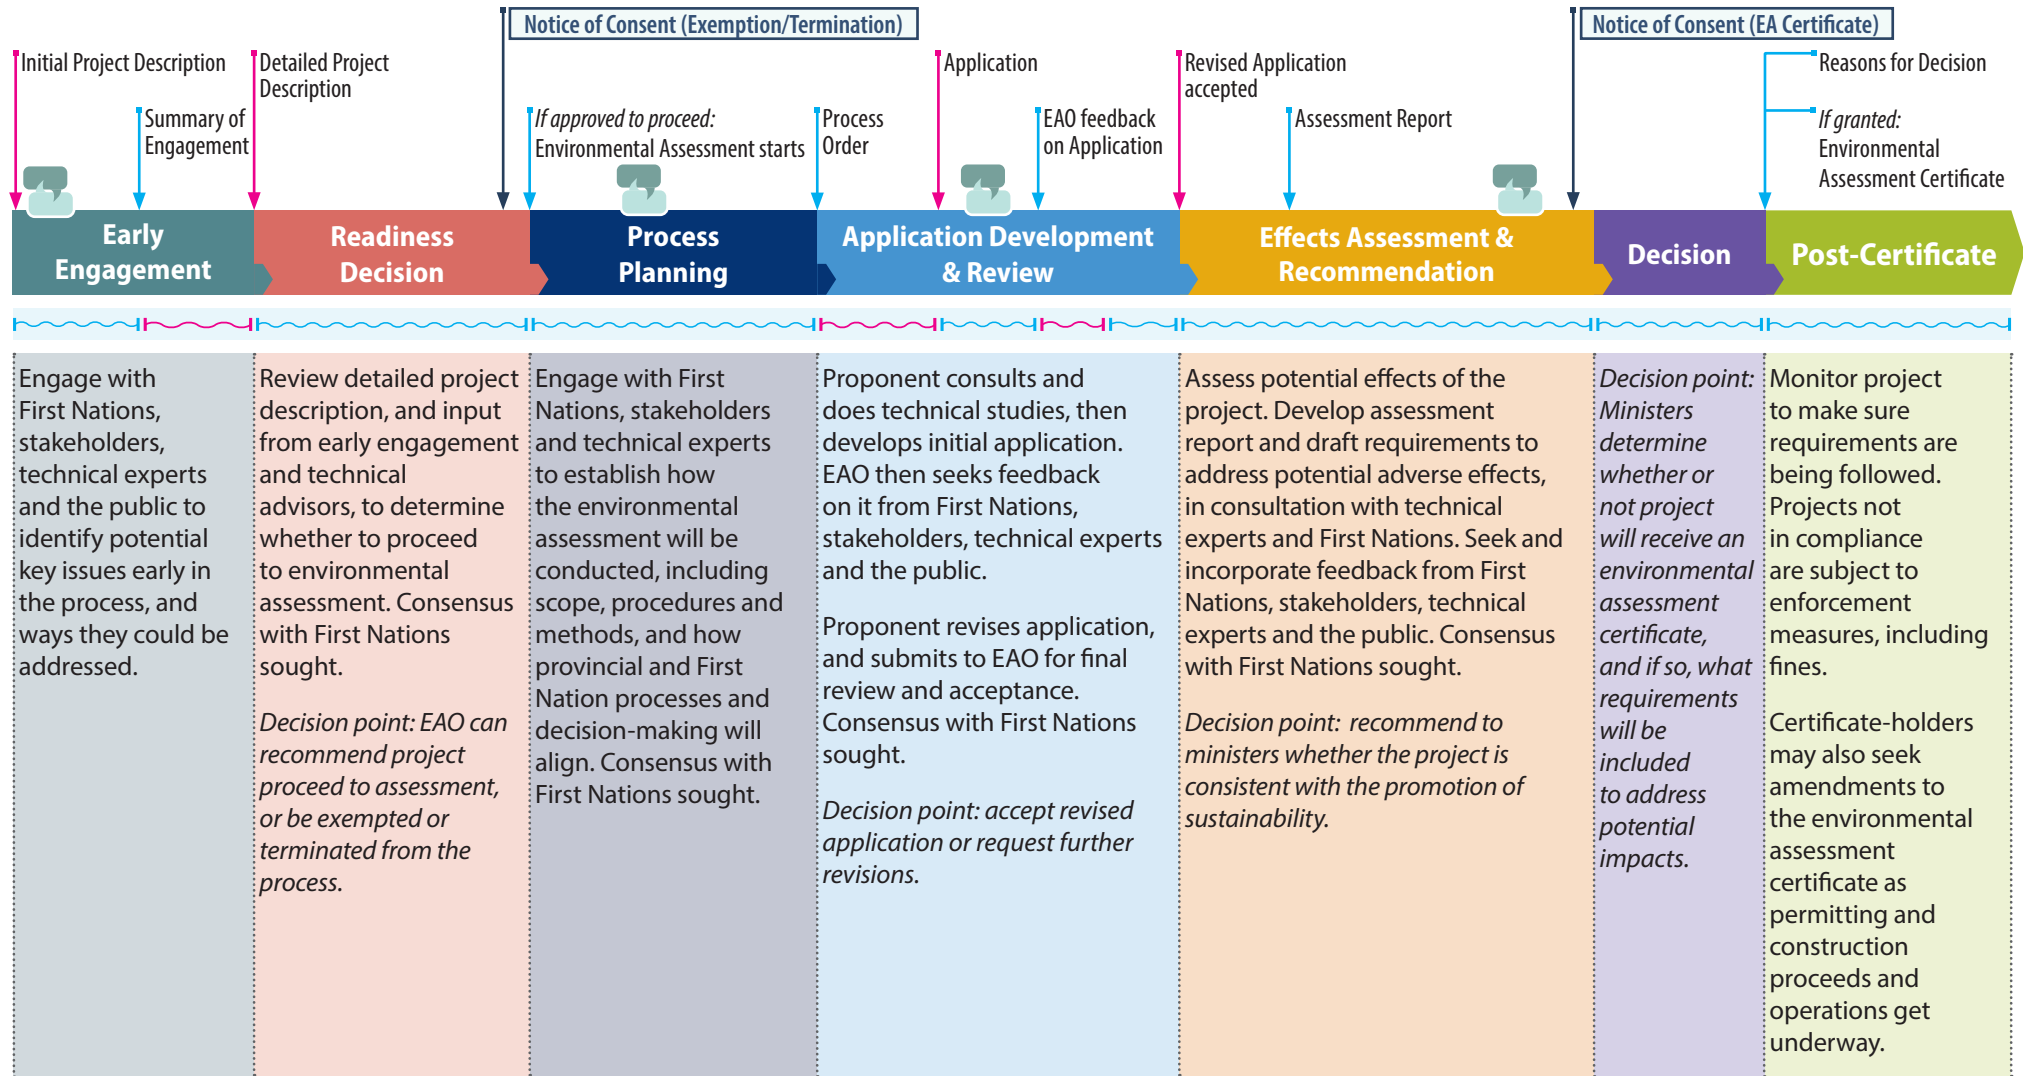 Notice of Consent (Exemption/Termination)
Notice of Consent (EA Certificate)
Initial Project Description
Summary of
Engagement
Detailed Project
Description
If approved to proceed:
Environmental Assessment starts
Process
Order
Application
EAO feedback
on Application
Revised Application
accepted
Assessment Report
Reasons for Decision
If granted:
Environmental
Assessment Certificate
Early
Engagement
Readiness
Decision
Process
Planning
Application Development
& Review
Effects Assessment &
Recommendation
Decision
Post-Certificate
Engage with
First Nations,
stakeholders,
technical experts
and the public to
identify potential
key issues early in
the process, and
ways they could be
addressed.
Review detailed project
description, and input
from early engagement
and technical
advisors, to determine
whether to proceed
to environmental
assessment. Consensus
with First Nations
sought.
Decision point: EAO can
recommend project
proceed to assessment,
or be exempted or
terminated from the
process.
Engage with First
Nations, stakeholders
and technical experts
to establish how
the environmental
assessment will be
conducted, including
scope, procedures and
methods, and how
provincial and First
Nation processes and
decision-making will
align. Consensus with
First Nations sought.
Proponent consults and
does technical studies, then
develops initial application.
EAO then seeks feedback
on it from First Nations,
stakeholders, technical experts
and the public.
Proponent revises application,
and submits to EAO for final
review and acceptance.
Consensus with First Nations
sought.
Decision point: accept revised
application or request further
revisions.
Assess potential effects of the
project. Develop assessment
report and draft requirements to
address potential adverse effects,
in consultation with technical
experts and First Nations. Seek and
incorporate feedback from First
Nations, stakeholders, technical
experts and the public. Consensus
with First Nations sought.
Decision point: recommend to
ministers whether the project is
consistent with the promotion of
sustainability.
Decision point:
Ministers
determine
whether or
not project
will receive an
environmental
assessment
certificate,
and if so, what
requirements
will be
included
to address
potential
impacts.
Monitor project
to make sure
requirements are
being followed.
Projects not
in compliance
are subject to
enforcement
measures, including
fines.
Certificate-holders
may also seek
amendments to
the environmental
assessment
certificate as
permitting and
construction
proceeds and
operations get
underway.